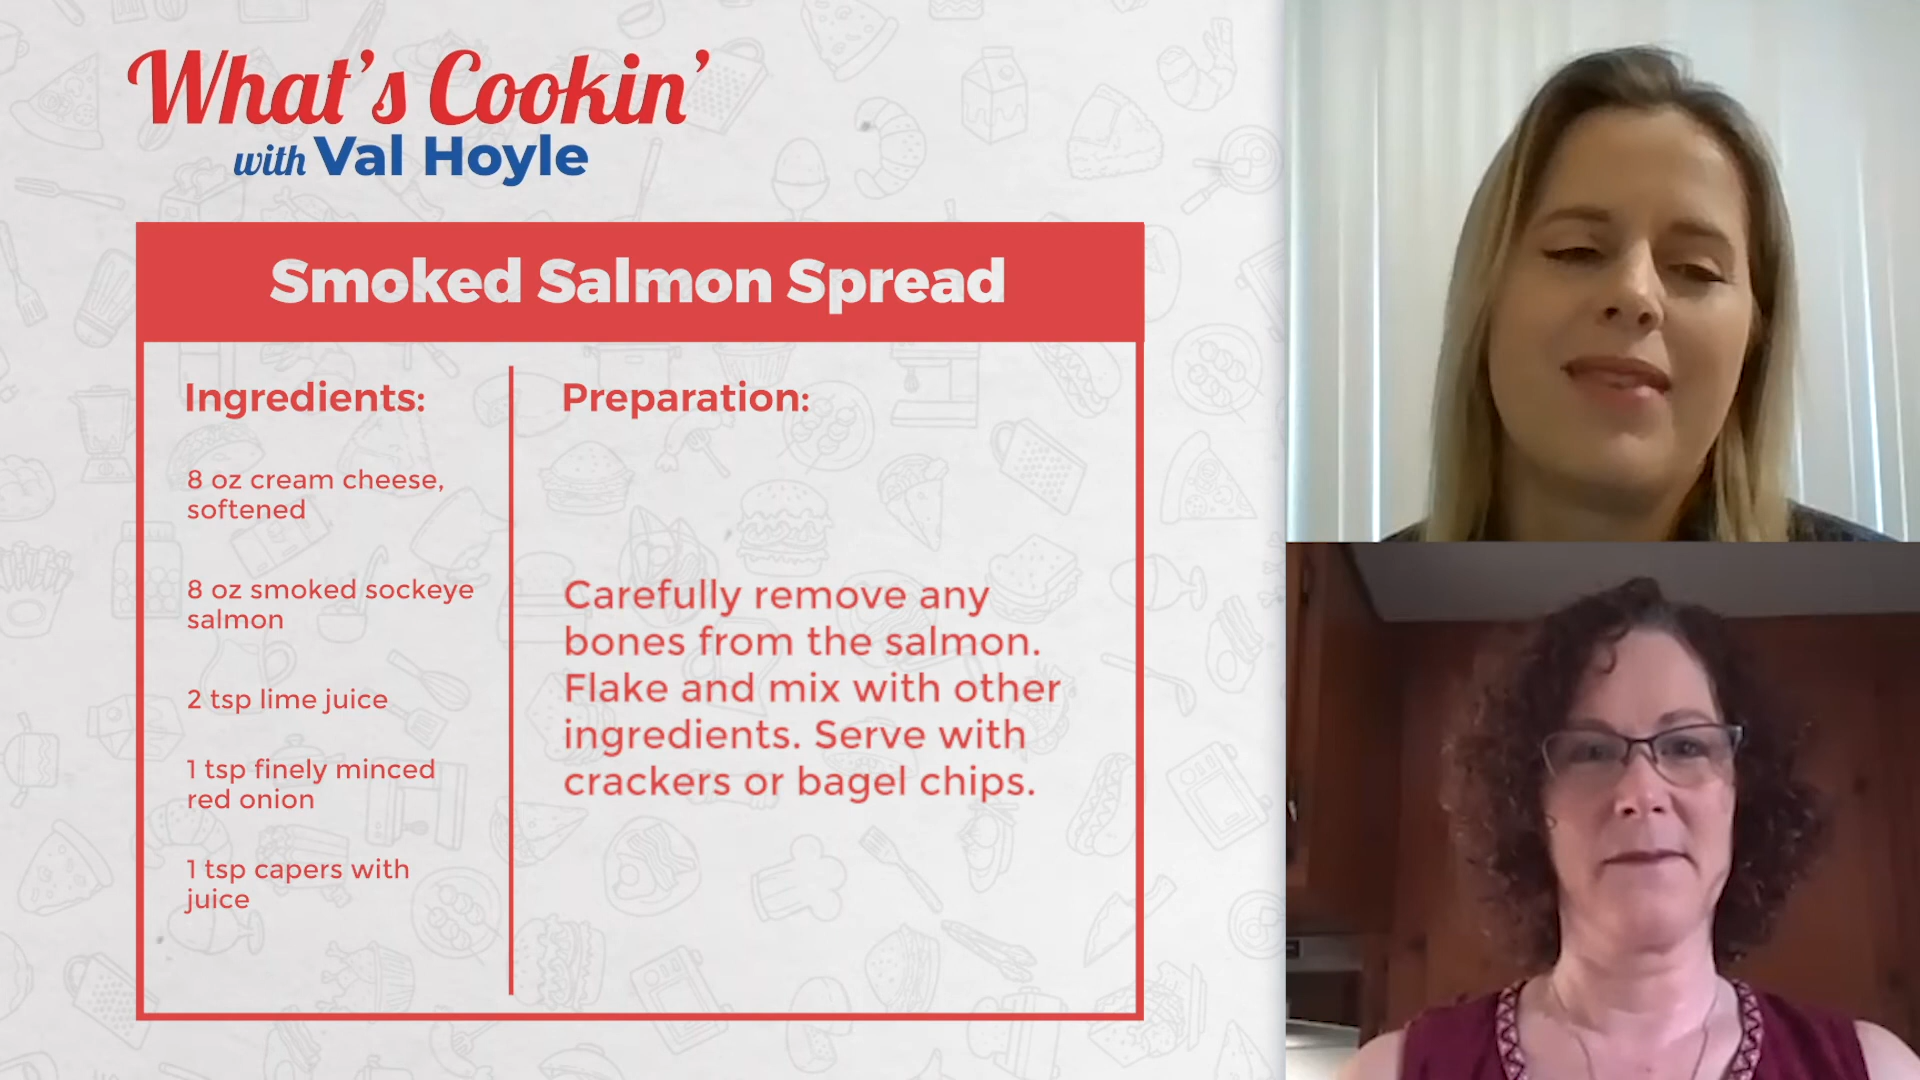 What's Cookin'
with Val Hoyle
Smoked Salmon Spread
Ingredients:
8 oz cream cheese,
softened
8 oz smoked sockeye
salmon
2 tsp lime juice
1 tsp finely minced
red onion
1 tsp capers with
juice
Preparation:
Carefully remove any
bones from the salmon.
Flake and mix with other
ingredients. Serve with
crackers or bagel chips.